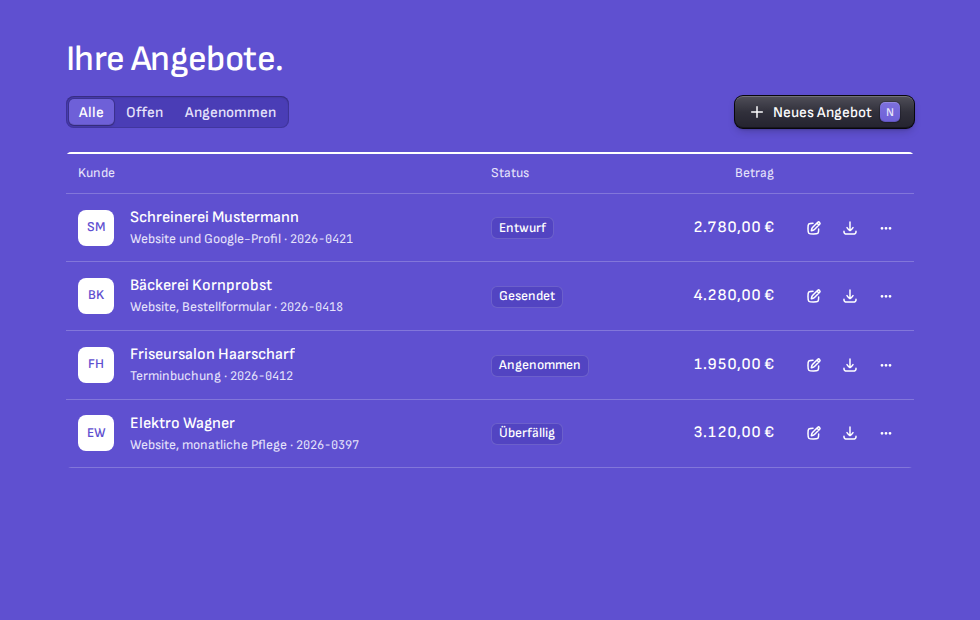 Ihre Angebote.
Alle Offen Angenommen
Neues Angebot N
Kunde Status Betrag
SM Schreinerei Mustermann Entwurf 2.780,00 €
Website und Google-Profil · 2026-0421
BK Bäckerei Kornprobst Gesendet 4.280,00 €
Website, Bestellformular · 2026-0418
FH Friseursalon Haarscharf Angenommen 1.950,00 €
Terminbuchung · 2026-0412
EW Elektro Wagner Überfällig 3.120,00 €
Website, monatliche Pflege · 2026-0397